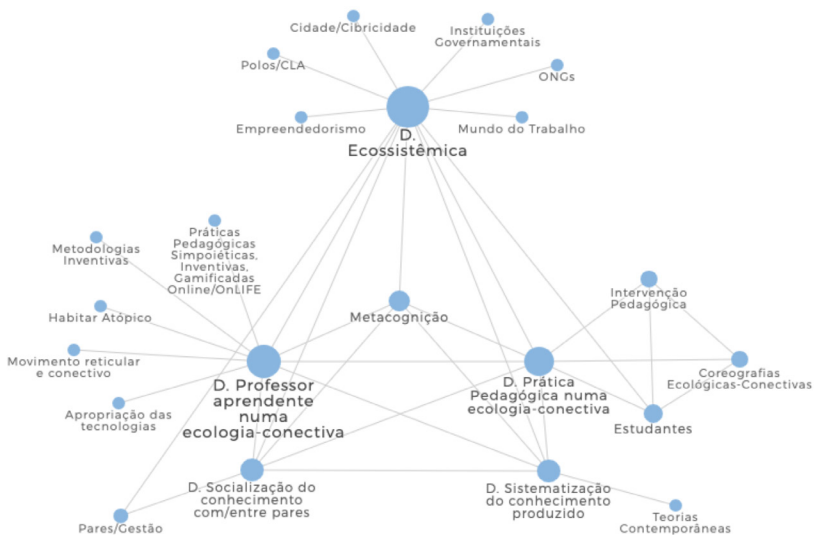 Cidade/Cibricidade
Instituições
Governamentais
Polos/CLA
ONGs
Empreendedorismo
Mundo do Trabalho
D.
Ecossistêmica
Metodologias
Inventivas
Práticas
Pedagógicas
Simpoiéticas,
Inventivas,
Gamificadas
Online/OnLIFE
Habitar Atópico
Metacognição
Intervenção
Pedagógica
Movimento reticular
e conectivo
D. Professor
aprendente
numa
ecologia-conectiva
D. Prática
Pedagógica numa
ecologia-conectiva
Coreografias
Ecológicas-Conectivas
Apropriação das
tecnologias
Estudantes
D. Socialização do
conhecimento
com/entre pares
D. Sistematização
do conhecimento
produzido
Pares/Gestão
Teorias
Contemporâneas